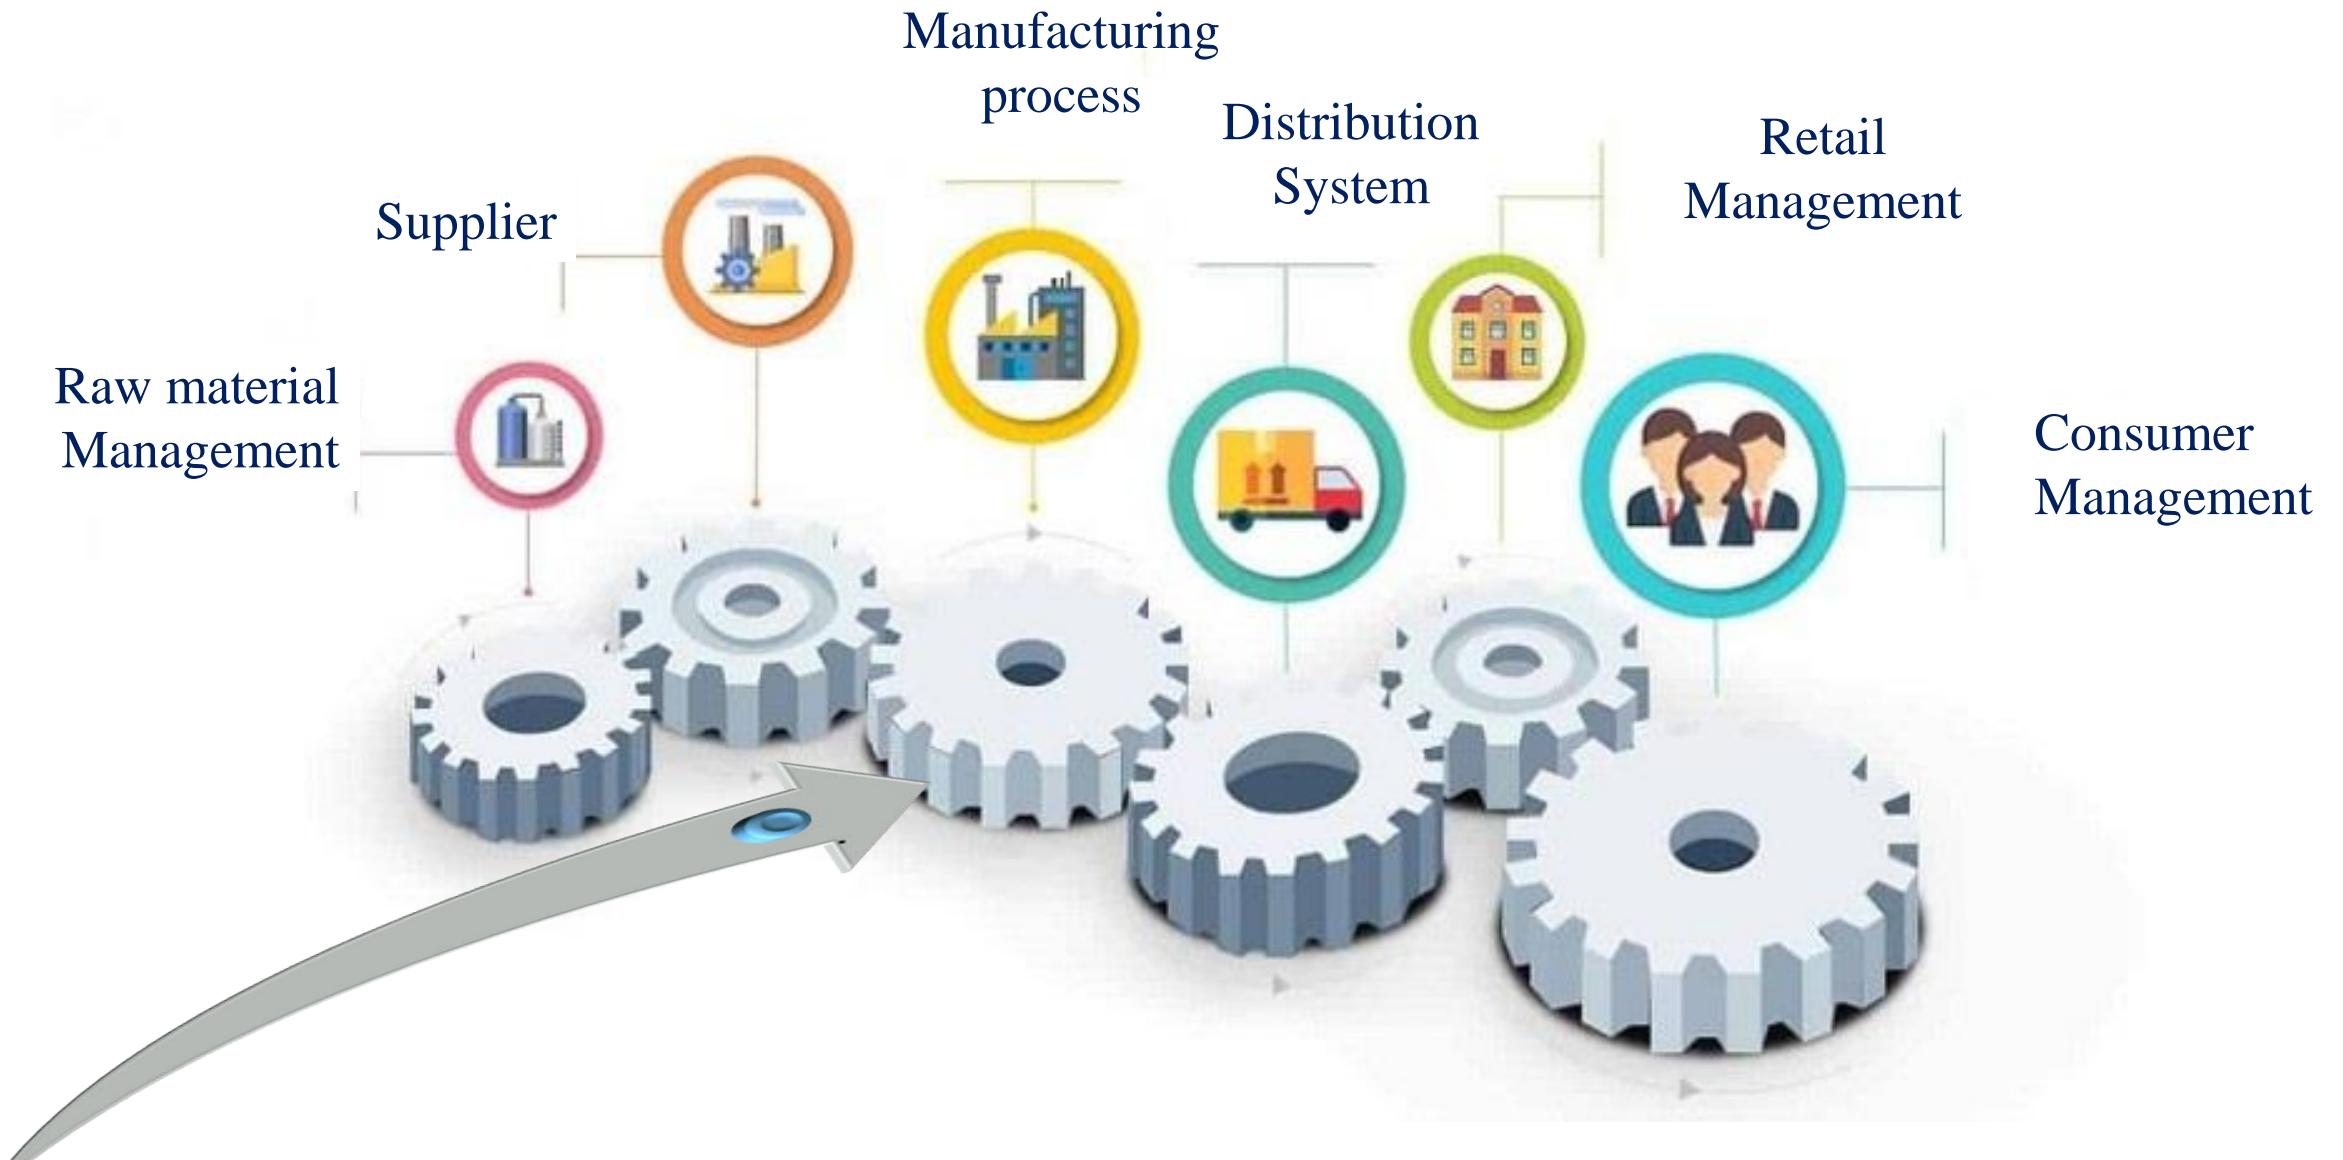 Manufacturing
process
Distribution
System
Retail
Management
Supplier
Raw material
Management
Consumer
Management